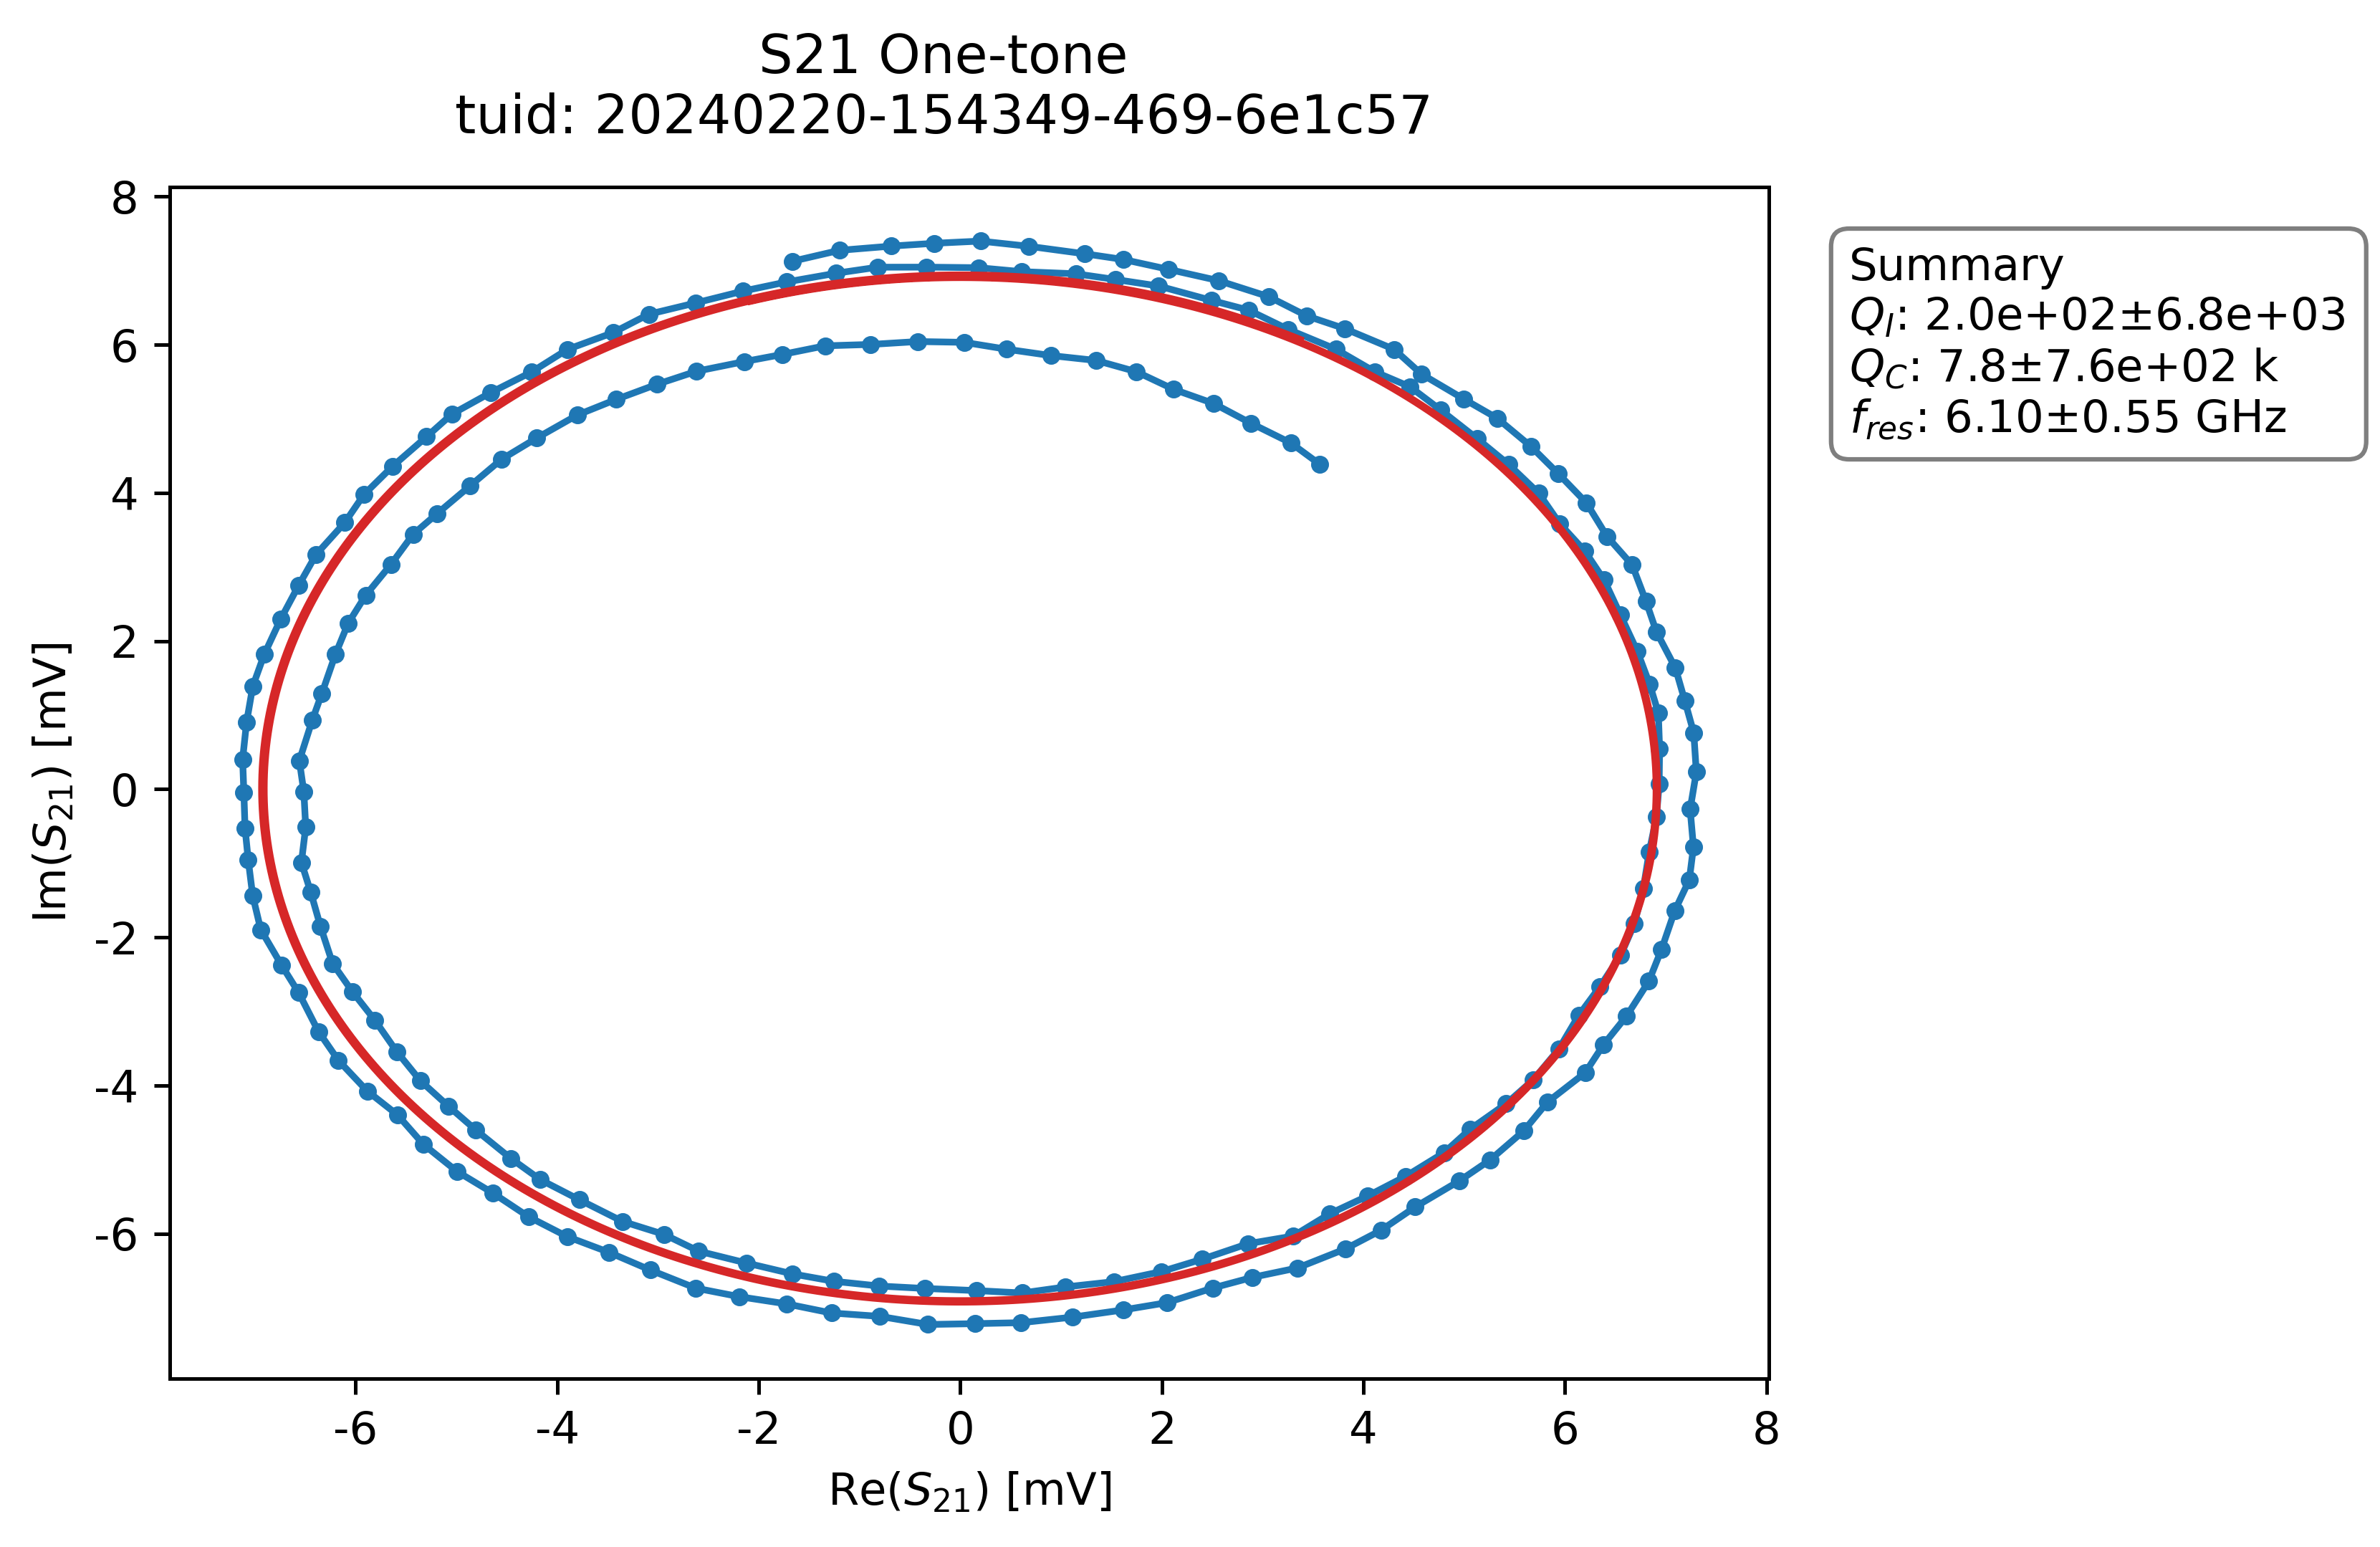 S21 One-tone
tuid: 20240220-154349-469-6e1c57
8
6
4
2
0
-2
-4
-6
Im(S21) [mV]
-6 -4 -2 0 2 4 6 8
Re(S21) [mV]
Summary
Ql: 2.0e+02±6.8e+03
QC: 7.8±7.6e+02 k
fres: 6.10±0.55 GHz